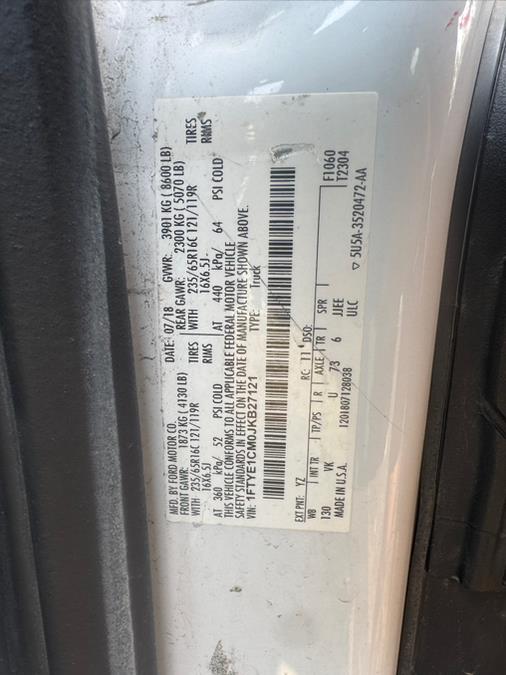 MFD. BY FORD MOTOR CO. DATE: 07/18 GVWR: 3901 KG ( 8600 LB)
FRONT GAWR: 1873 KG ( 4130 LB) REAR GAWR: 2300 KG ( 5070 LB)
WITH 235/65R16C 121/119R TIRES WITH 235/65R16C 121/119R TIRES
16X6.5J RIMS 16X6.5J RIMS
AT 360 kPa/ 52 PSI COLD AT 440 kPa/ 64 PSI COLD
THIS VEHICLE CONFORMS TO ALL APPLICABLE FEDERAL MOTOR VEHICLE
SAFETY STANDARDS IN EFFECT ON THE DATE OF MANUFACTURE SHOWN ABOVE.
VIN: 1FTYE1CM0JKB27121 TYPE: Truck
EXT PNT: YZ RC: 11 DSO: F1060
T2304
WB INT TR TP/PS R AXLE TR SPR
130 VK U 73 6 JJEE
MADE IN U.S.A. 120180712B038 ULC
▽ 5U5A-3520472-AA